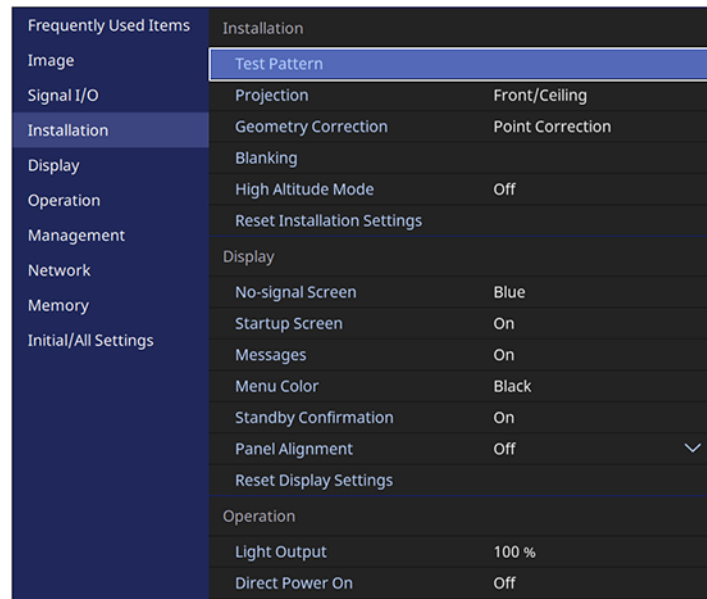 Frequently Used Items
Image
Signal I/O
Installation
Display
Operation
Management
Network
Memory
Initial/All Settings
Installation
Test Pattern
Projection Front/Ceiling
Geometry Correction Point Correction
Blanking
High Altitude Mode Off
Reset Installation Settings
Display
No-signal Screen Blue
Startup Screen On
Messages On
Menu Color Black
Standby Confirmation On
Panel Alignment Off
Reset Display Settings
Operation
Light Output 100 %
Direct Power On Off